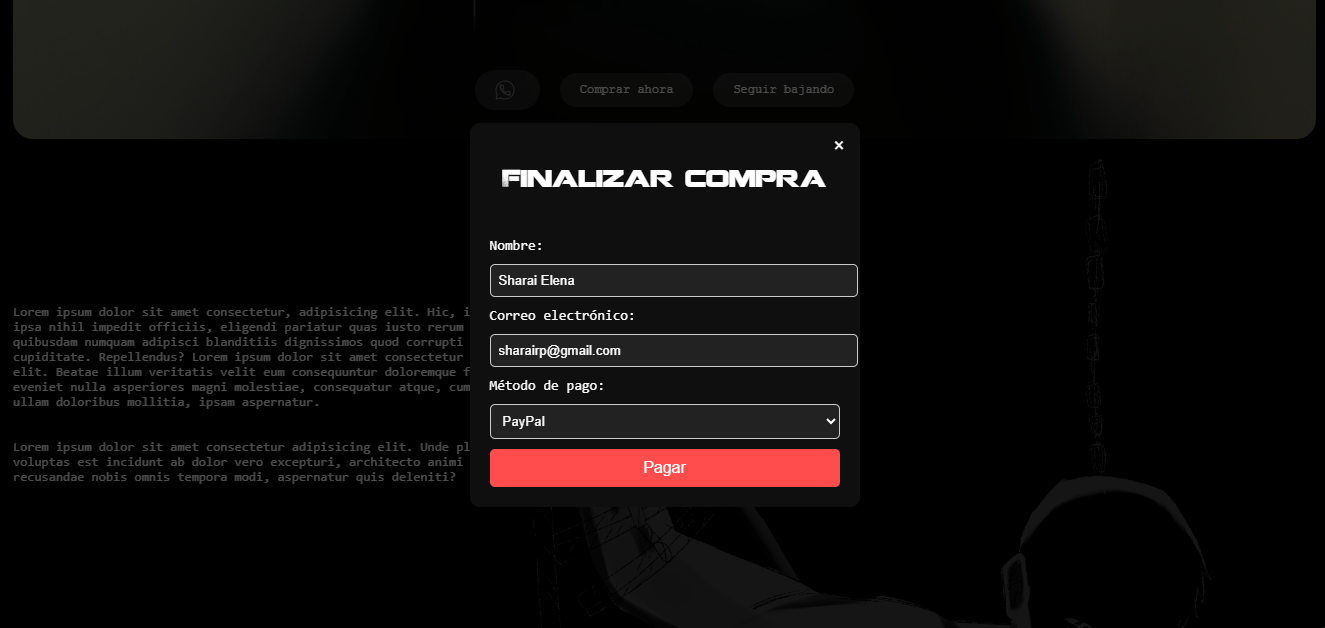 Comprar ahora
Seguir bajando
×
FINALIZAR COMPRA
Nombre:
Sharai Elena
Correo electrónico:
sharairp@gmail.com
Método de pago:
PayPal
Pagar
Lorem ipsum dolor sit amet consectetur, adipisicing elit. Hic, i
ipsa nihil impedit officiis, eligendi pariatur quas iusto rerum
quibusdam numquam adipisci blanditiis dignissimos quod corrupti
cupiditate. Repellendus? Lorem ipsum dolor sit amet consectetur
elit. Beatae illum veritatis velit eum consequuntur doloremque f
eveniet nulla asperiores magni molestiae, consequatur atque, cum
ullam doloribus mollitia, ipsam aspernatur.
Lorem ipsum dolor sit amet consectetur adipisicing elit. Unde pl
voluptas est incidunt ab dolor vero excepturi, architecto animi
recusandae nobis omnis tempora modi, aspernatur quis deleniti?